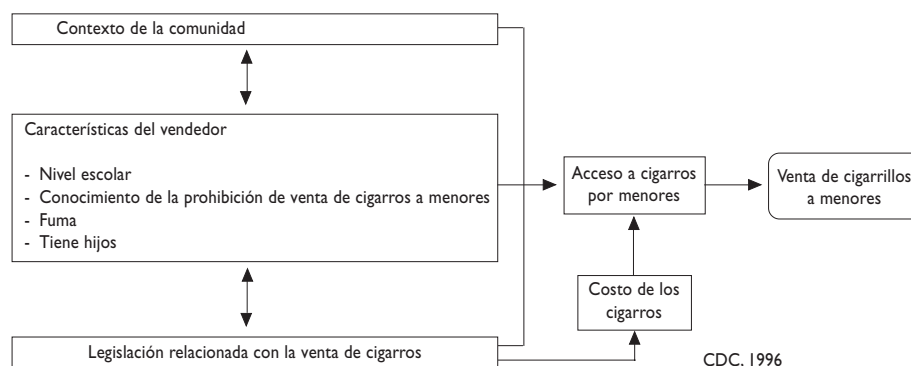 Contexto de la comunidad
Características del vendedor
- Nivel escolar
- Conocimiento de la prohibición de venta de cigarros a menores
- Fuma
- Tiene hijos
Acceso a cigarros
por menores
Venta de cigarrillos
a menores
Costo de los
cigarros
Legislación relacionada con la venta de cigarros
CDC, 1996